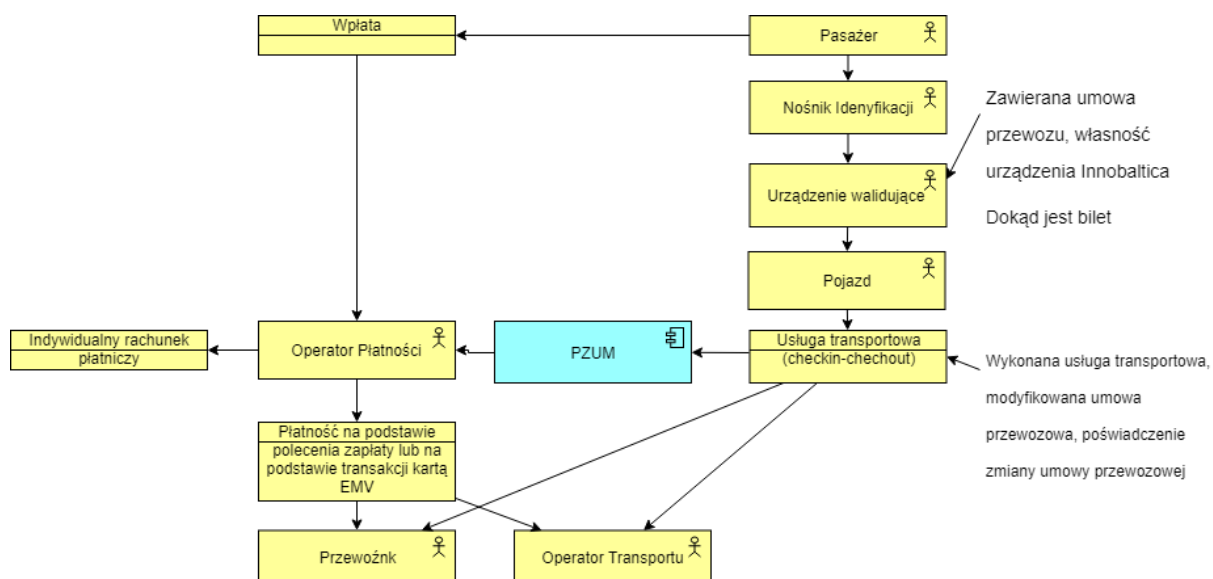 Wpłata
Pasażer
Nośnik Idenyfikacji
Zawierana umowa
przewozu, własność
urządzenia Innobaltica
Dokąd jest bilet
Urządzenie walidujące
Pojazd
Indywidualny rachunek
płatniczy
Operator Płatności
PZUM
Usługa transportowa
(checkin-chechout)
Wykonana usługa transportowa,
modyfikowana umowa
przewozowa, poświadczenie
zmiany umowy przewozowej
Płatność na podstawie
polecenia zapłaty lub na
podstawie transakcji kartą
EMV
Przewoźnk
Operator Transportu